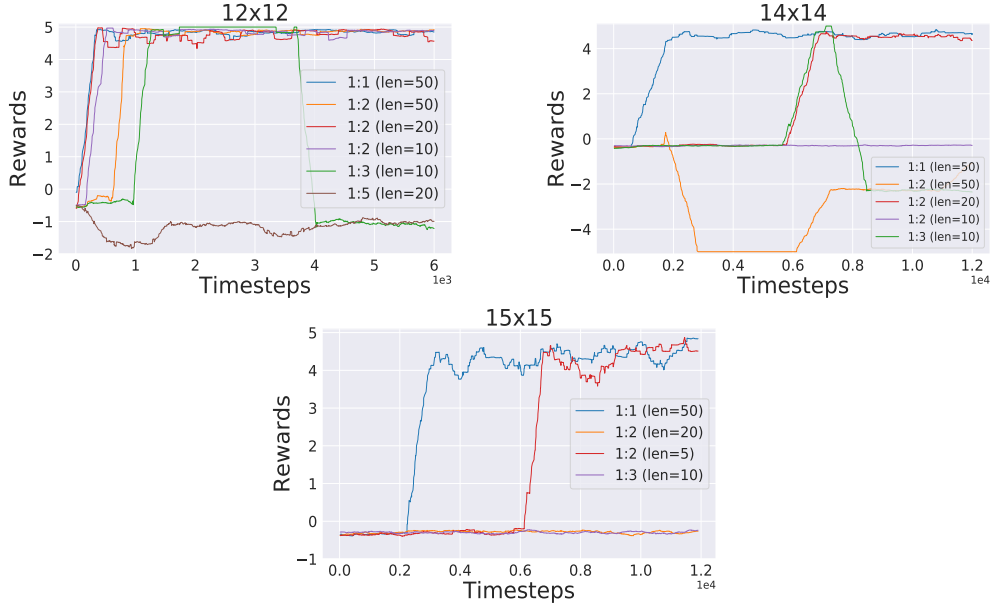 12x12
5
4
3
2
1
0
−1
−2
Rewards
1:1 (len=50)
1:2 (len=50)
1:2 (len=20)
1:2 (len=10)
1:3 (len=10)
1:5 (len=20)
0 1 2 3 4 5 6
1e3
Timesteps
14x14
4
2
0
−2
−4
Rewards
1:1 (len=50)
1:2 (len=50)
1:2 (len=20)
1:2 (len=10)
1:3 (len=10)
0.0 0.2 0.4 0.6 0.8 1.0 1.2
1e4
Timesteps
15x15
5
4
3
2
1
0
−1
Rewards
1:1 (len=50)
1:2 (len=20)
1:2 (len=5)
1:3 (len=10)
0.0 0.2 0.4 0.6 0.8 1.0 1.2
1e4
Timesteps